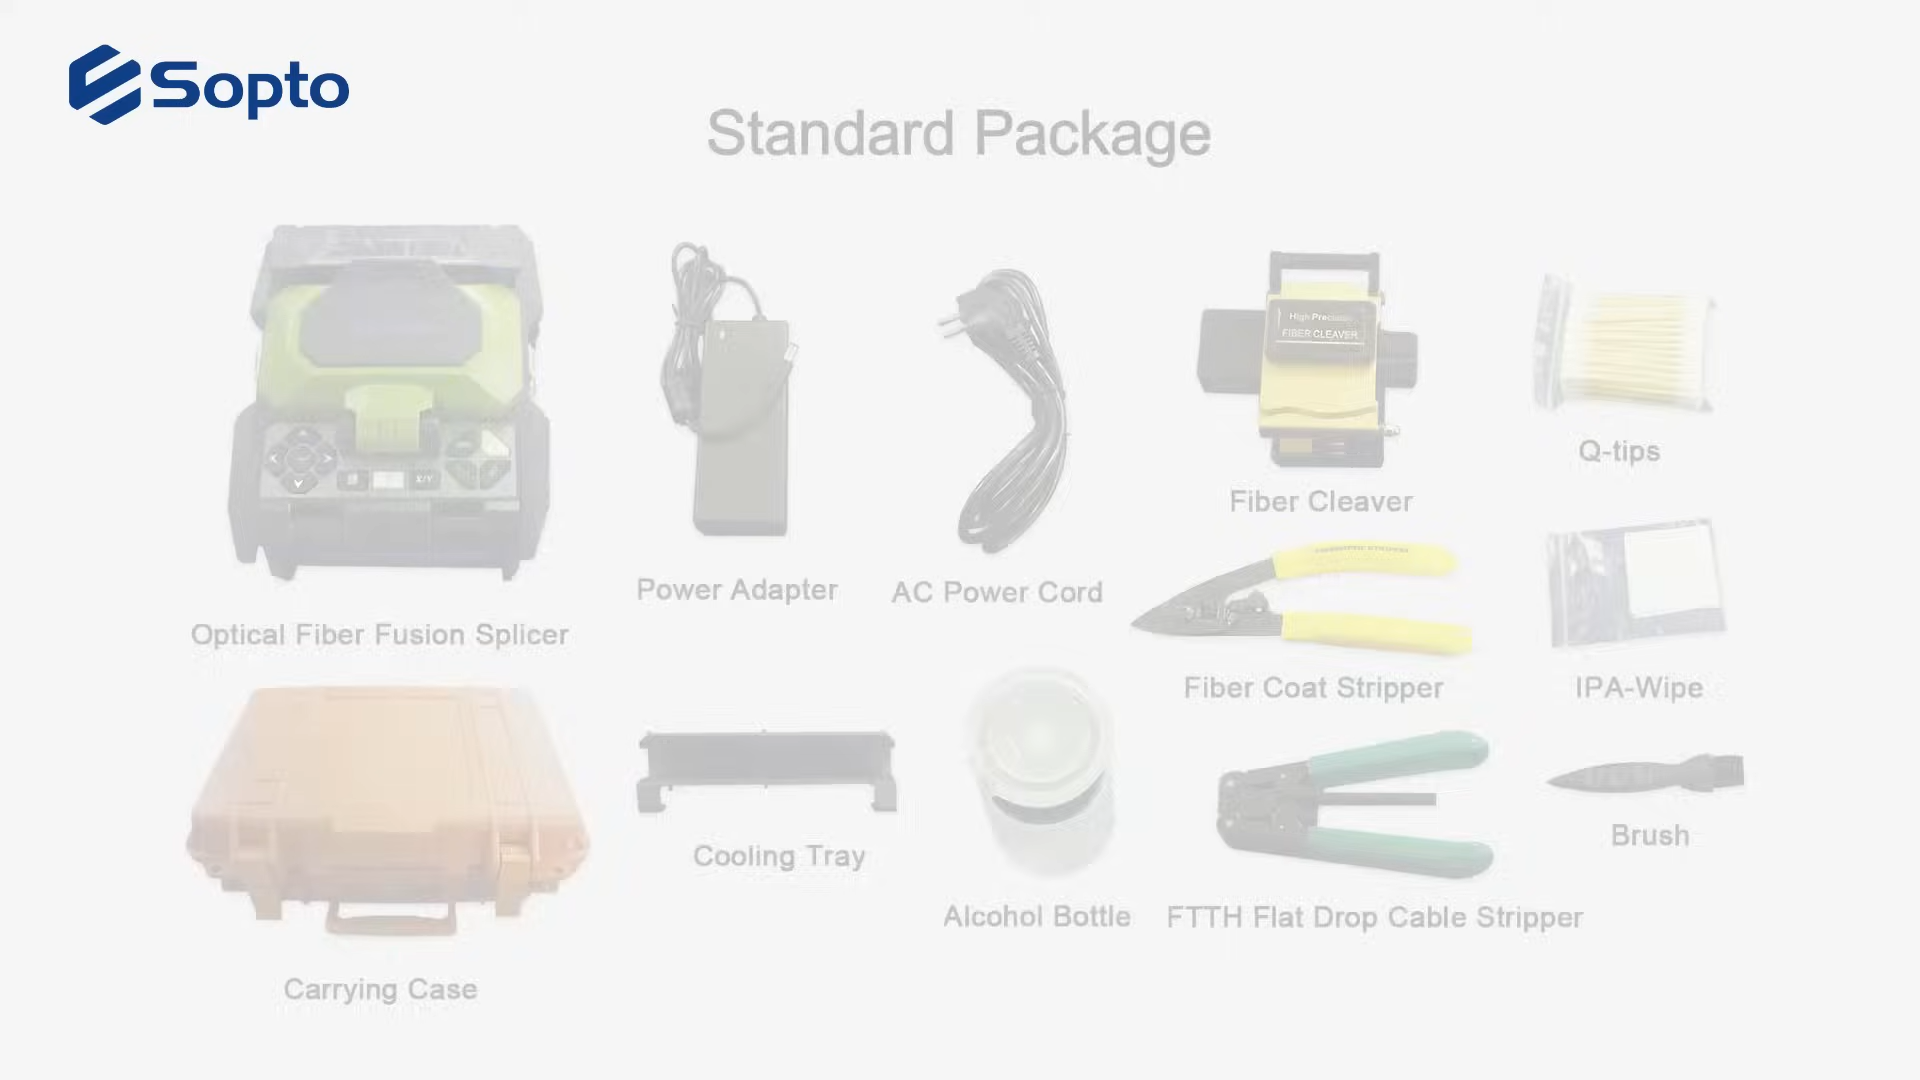 Sopto
Standard Package
High Precision
FIBER CLEAVER
X/Y
Optical Fiber Fusion Splicer
Power Adapter
AC Power Cord
Fiber Cleaver
Q-tips
Fiber Coat Stripper
IPA-Wipe
Carrying Case
Cooling Tray
Alcohol Bottle
FTTH Flat Drop Cable Stripper
Brush